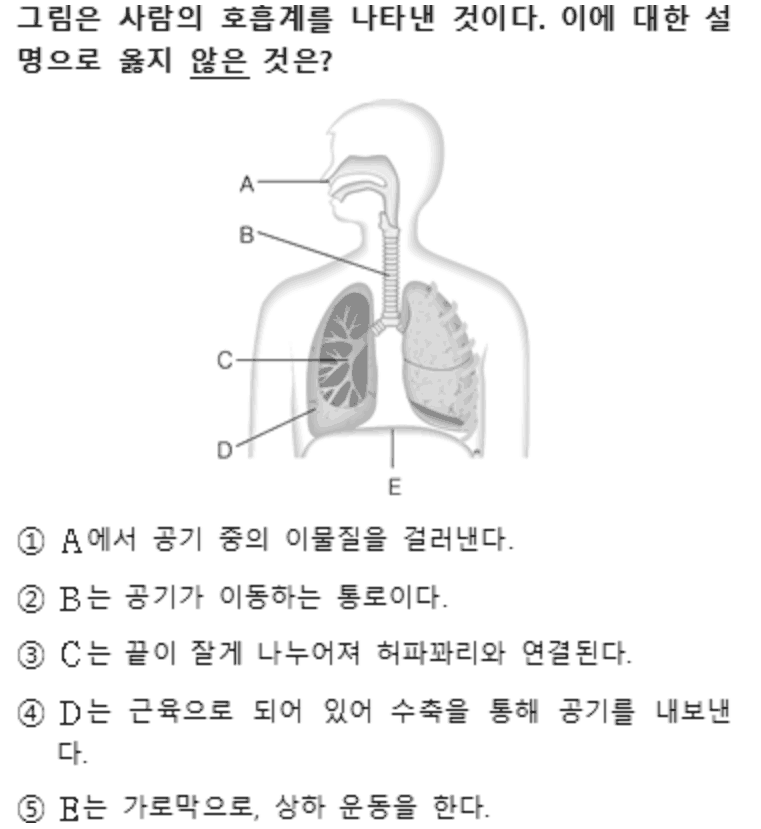 그림은 사람의 호흡계를 나타낸 것이다. 이에 대한 설
명으로 옳지 않은 것은?
A
B
C
D
E
① A에서 공기 중의 이물질을 걸러낸다.
② B는 공기가 이동하는 통로이다.
③ C는 끝이 잘게 나누어져 허파꽈리와 연결된다.
④ D는 근육으로 되어 있어 수축을 통해 공기를 내보낸
다.
⑤ E는 가로막으로, 상하 운동을 한다.